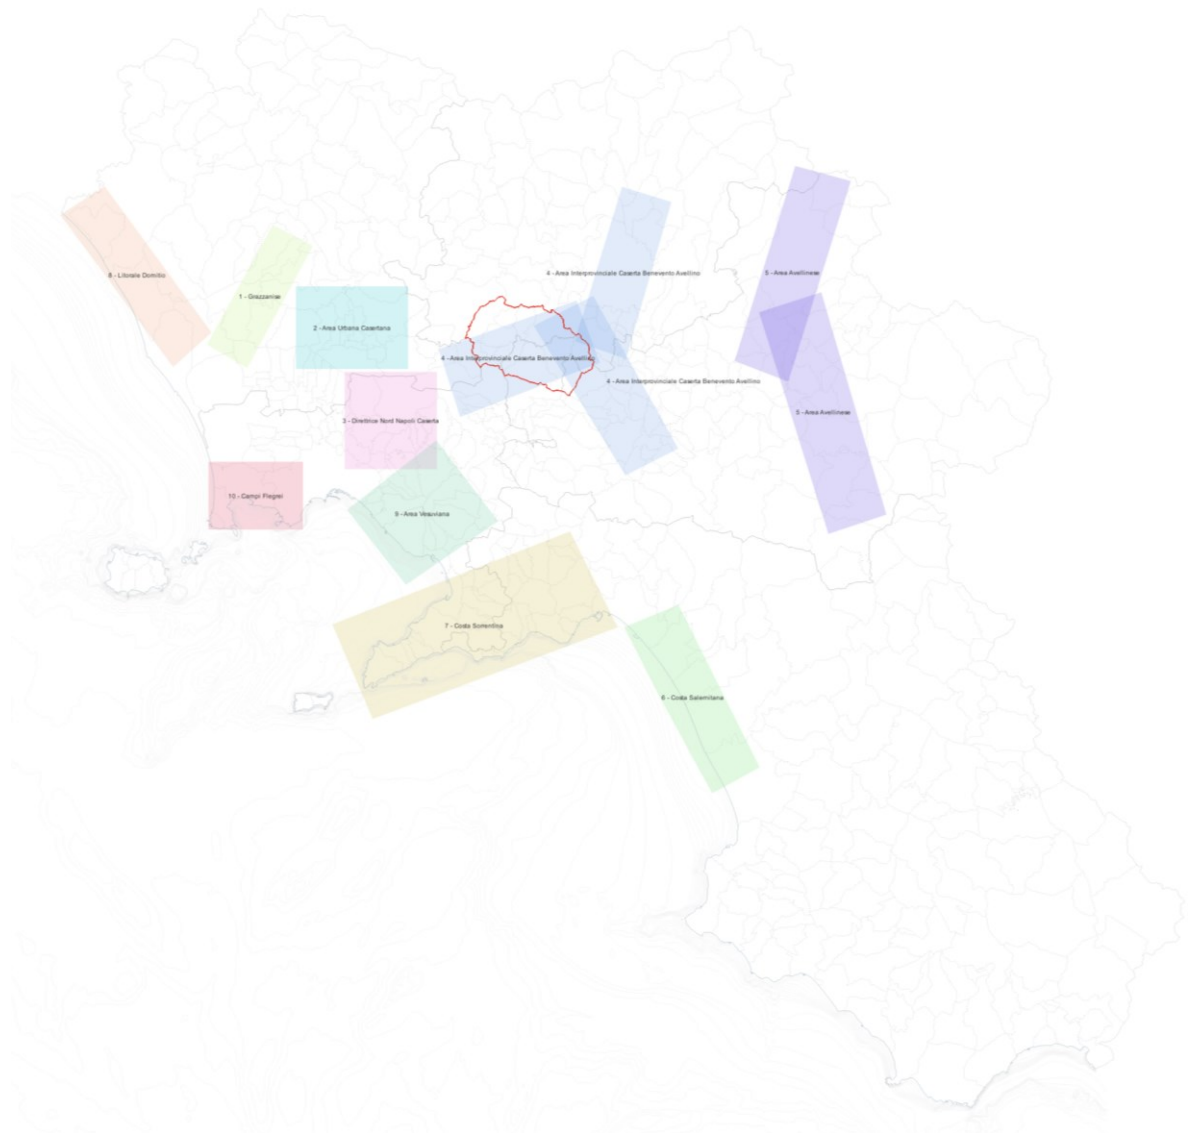 4 - Area Interprovinciale Caserta Benevento Avellino
5 - Area Avellinese
8 - Litorale Domitio
1 - Grazzanise
2 - Area Urbana Casertana
4 - Area Interprovinciale Caserta Benevento Avellino
4 - Area Interprovinciale Caserta Benevento Avellino
5 - Area Avellinese
3 - Direttrice Nord Napoli Caserta
10 - Campi Flegrei
9 - Area Vesuviana
7 - Costa Sorrentina
6 - Costa Salernitana